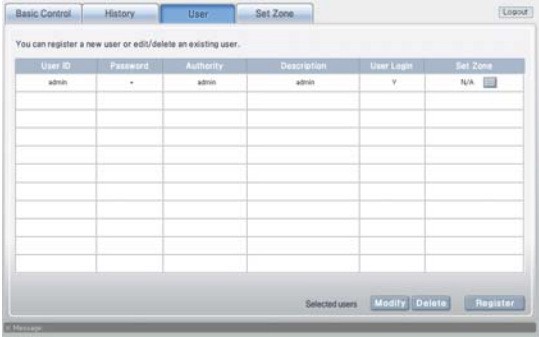 Basic Control History User Set Zone Logout
You can register a new user or edit/delete an existing user.
User ID Password Authority Description User Login Set Zone
admin - admin admin Y N/A
Selected users Modify Delete Register
Message